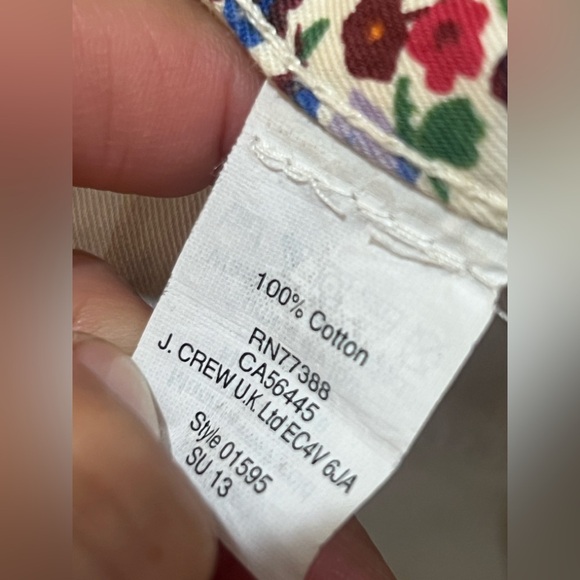 100% Cotton
RN77388
CA56445
J. CREW U.K Ltd EC4V 6JA
Style 01595
SU 13